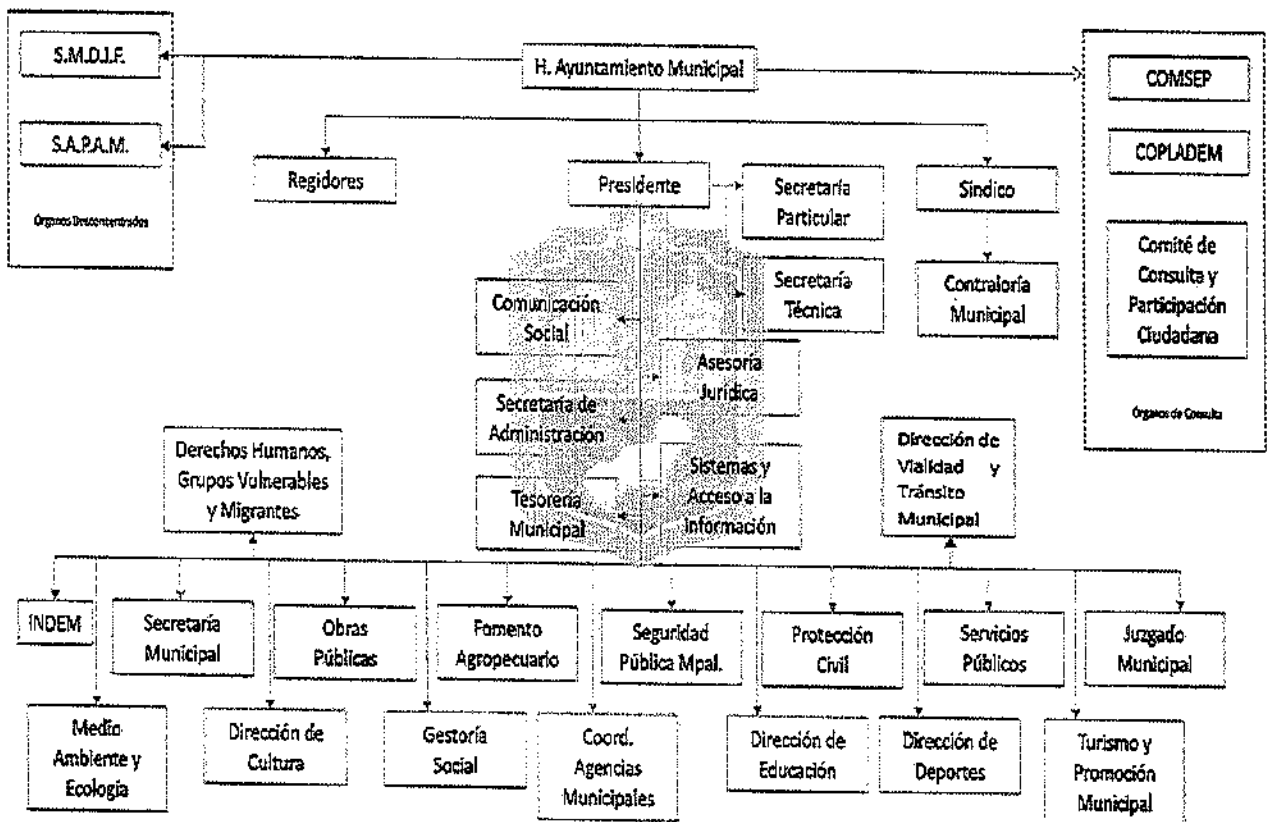 S.M.D.I.F.
S.A.P.A.M.
Órganos Desconcentrados
H. Ayuntamiento Municipal
COMSEP
COPLADEM
Comité de
Consulta y
Participación
Ciudadana
Órganos de Consulta
Regidores
Presidente
Secretaría
Particular
Síndico
Secretaría
Técnica
Contraloría
Municipal
Comunicación
Social
Asesoría
Jurídica
Secretaría de
Administración
Sistemas y
Acceso a la
Información
Tesorería
Municipal
Derechos Humanos,
Grupos Vulnerables
y Migrantes
Dirección de
Vialidad y
Tránsito
Municipal
INDEM
Secretaría
Municipal
Obras
Públicas
Fomento
Agropecuario
Seguridad
Pública Mpal.
Protección
Civil
Servicios
Públicos
Juzgado
Municipal
Medio
Ambiente y
Ecología
Dirección de
Cultura
Gestoría
Social
Coord.
Agencias
Municipales
Dirección de
Educación
Dirección de
Deportes
Turismo y
Promoción
Municipal